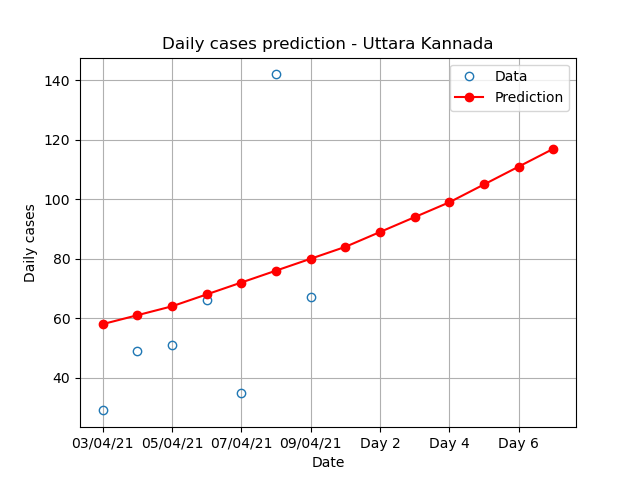 Daily cases prediction - Uttara Kannada
Data
Prediction
Daily cases
140
120
100
80
60
40
03/04/21 05/04/21 07/04/21 09/04/21 Day 2 Day 4 Day 6
Date